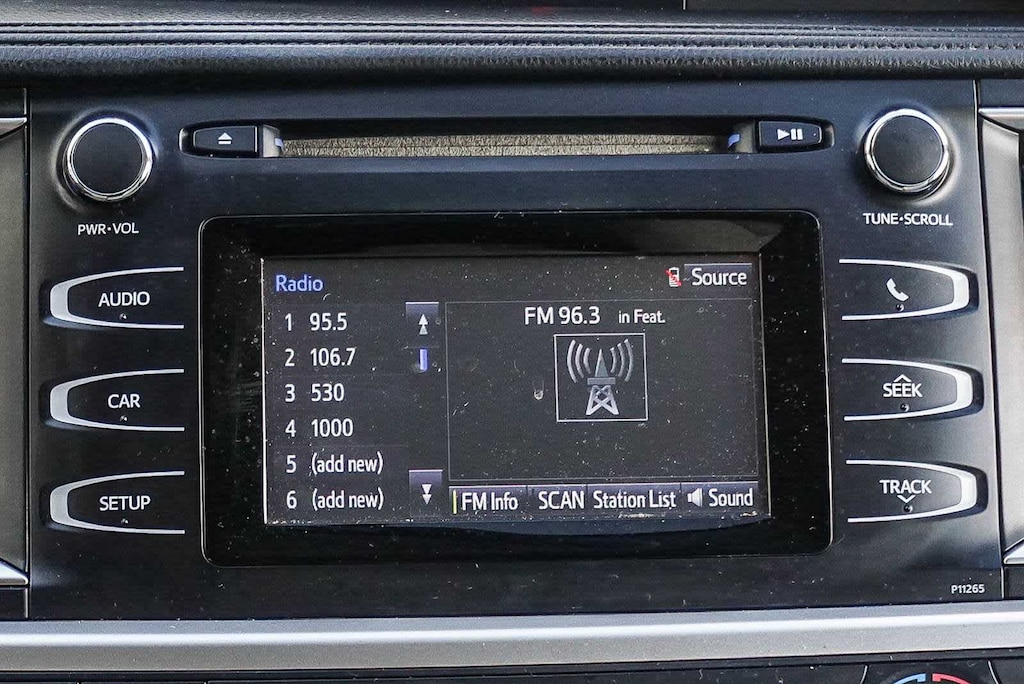 PWR•VOL
TUNE•SCROLL
AUDIO
CAR
SETUP
Radio
Source
1 95.5
2 106.7
3 530
4 1000
5 (add new)
6 (add new)
FM 96.3 in Feat.
FM Info SCAN Station List Sound
SEEK
TRACK
P11265